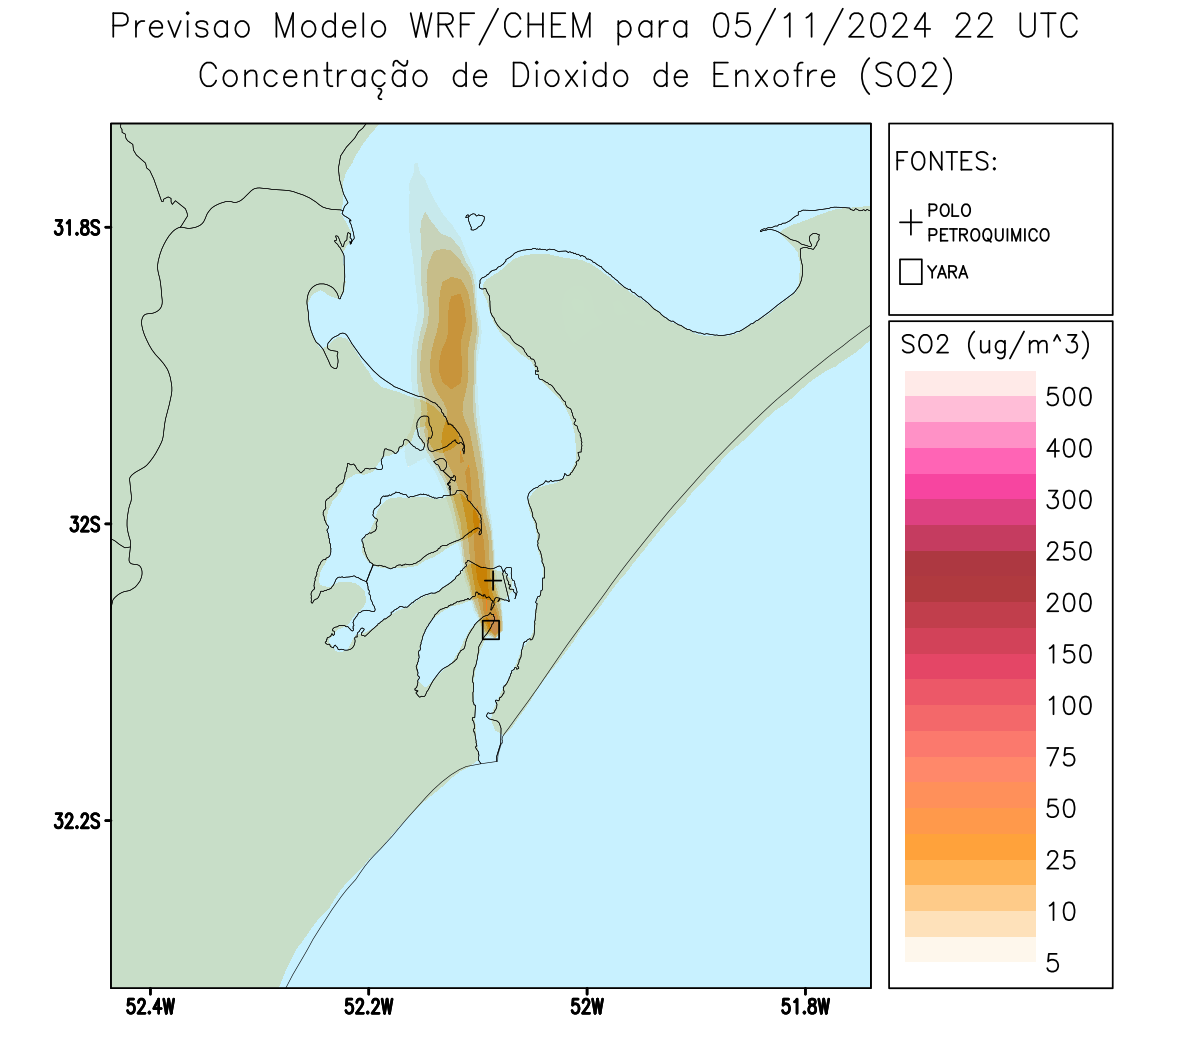 Previsao Modelo WRF/CHEM para 05/11/2024 22 UTC
Concentração de Dioxido de Enxofre (SO2)
FONTES:
POLO
PETROQUIMICO
YARA
31.8S
32S
32.2S
52.4W
52.2W
52W
51.8W
SO2 (ug/m^3)
500
400
300
250
200
150
100
75
50
25
10
5